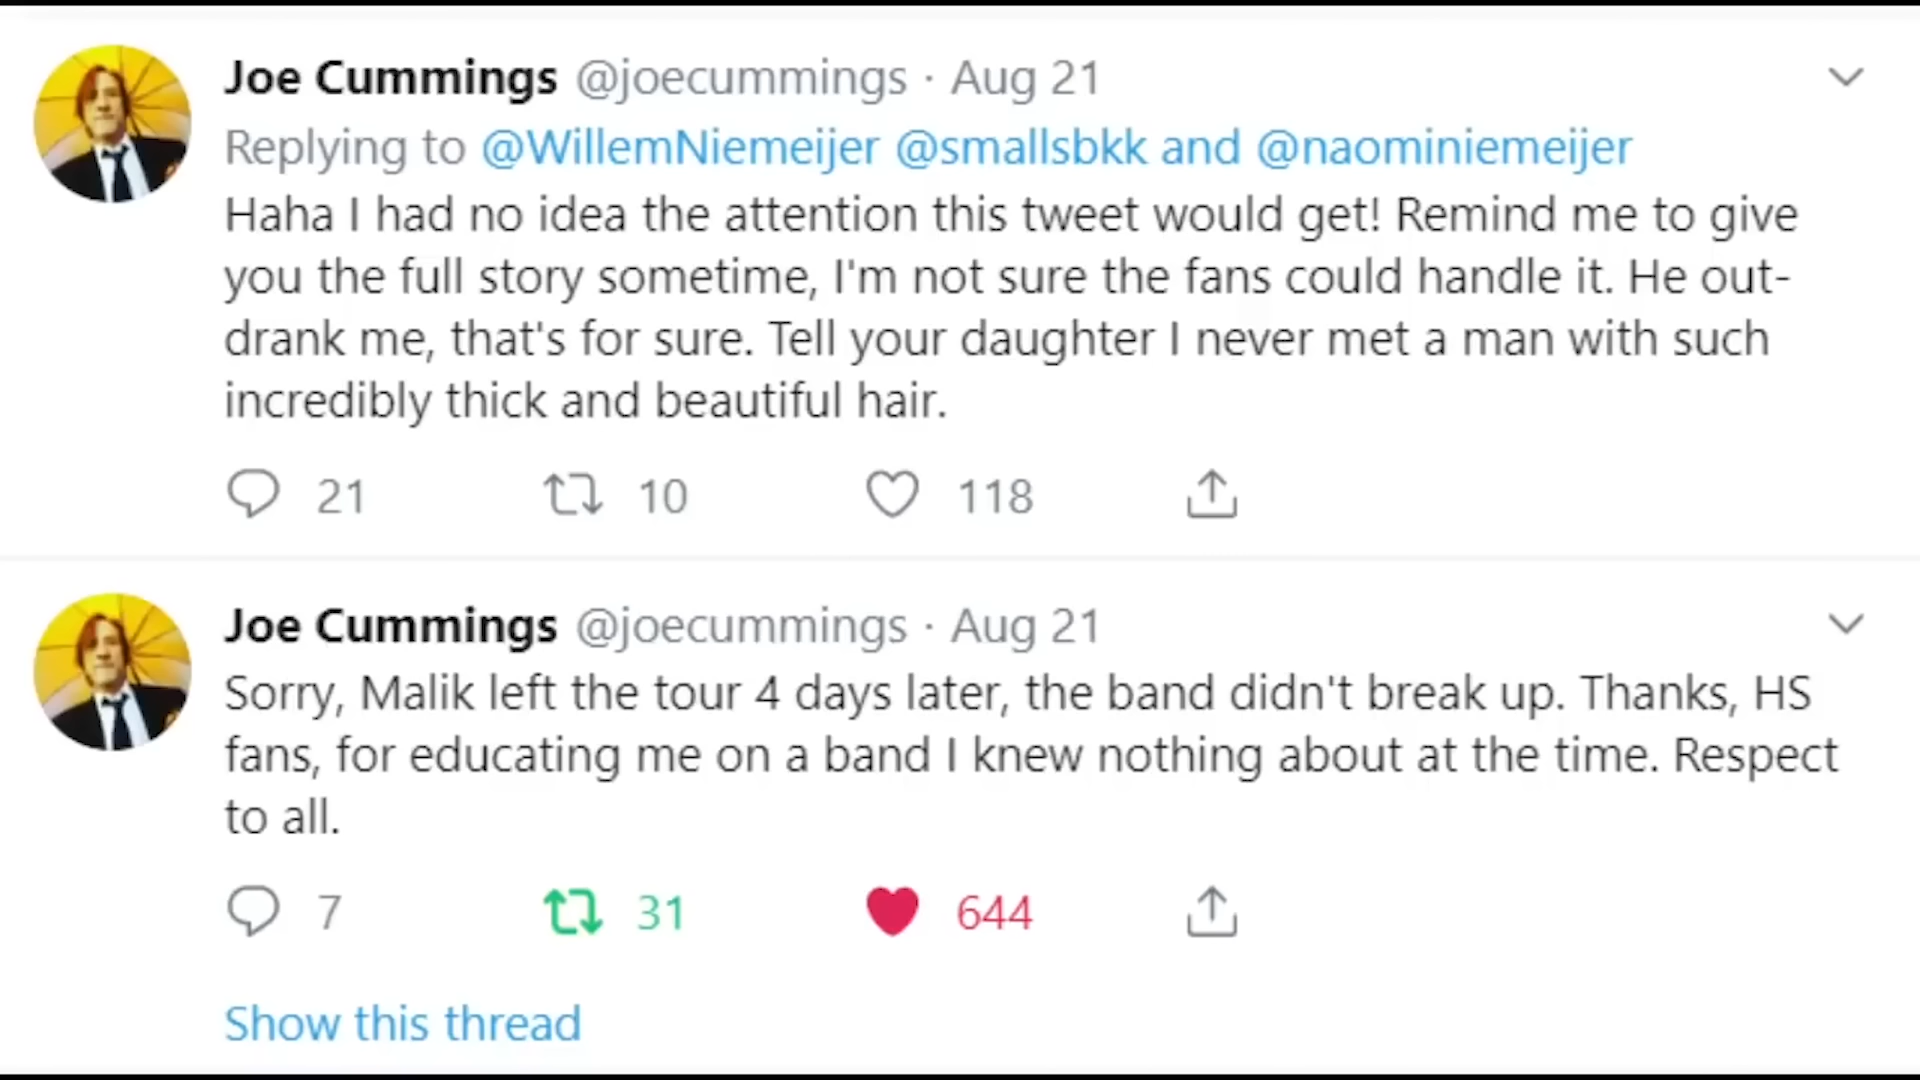 Joe Cummings @joecummings · Aug 21
Replying to @WillemNiemeijer @smallsbkk and @naominiemeijer
Haha I had no idea the attention this tweet would get! Remind me to give
you the full story sometime, I'm not sure the fans could handle it. He out-
drank me, that's for sure. Tell your daughter I never met a man with such
incredibly thick and beautiful hair.
21 10 118
Joe Cummings @joecummings · Aug 21
Sorry, Malik left the tour 4 days later, the band didn't break up. Thanks, HS
fans, for educating me on a band I knew nothing about at the time. Respect
to all.
7 31 644
Show this thread